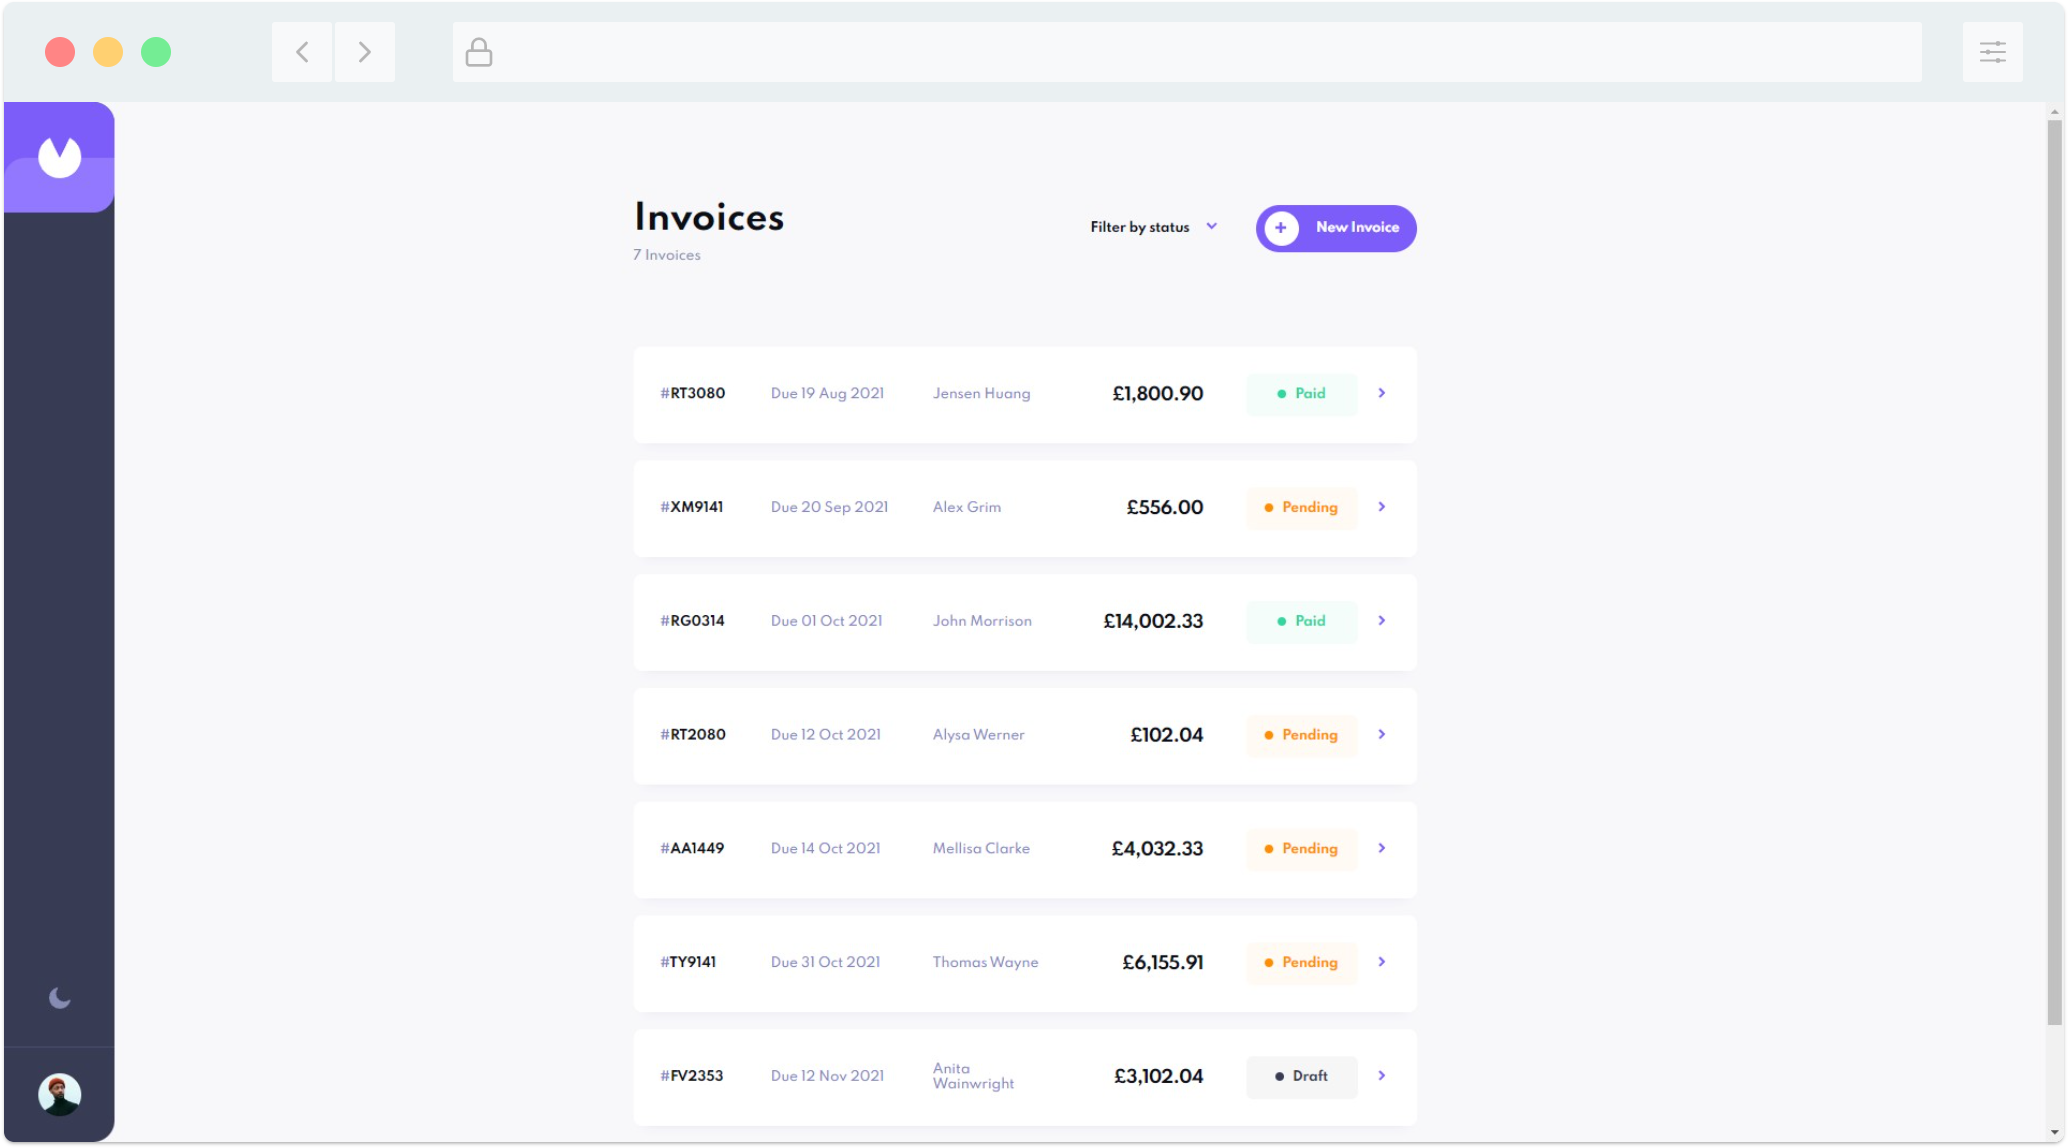 Invoices
7 Invoices
Filter by status
New Invoice
#RT3080 Due 19 Aug 2021 Jensen Huang £1,800.90 Paid
#XM9141 Due 20 Sep 2021 Alex Grim £556.00 Pending
#RG0314 Due 01 Oct 2021 John Morrison £14,002.33 Paid
#RT2080 Due 12 Oct 2021 Alysa Werner £102.04 Pending
#AA1449 Due 14 Oct 2021 Mellisa Clarke £4,032.33 Pending
#TY9141 Due 31 Oct 2021 Thomas Wayne £6,155.91 Pending
#FV2353 Due 12 Nov 2021 Anita
Wainwright £3,102.04 Draft